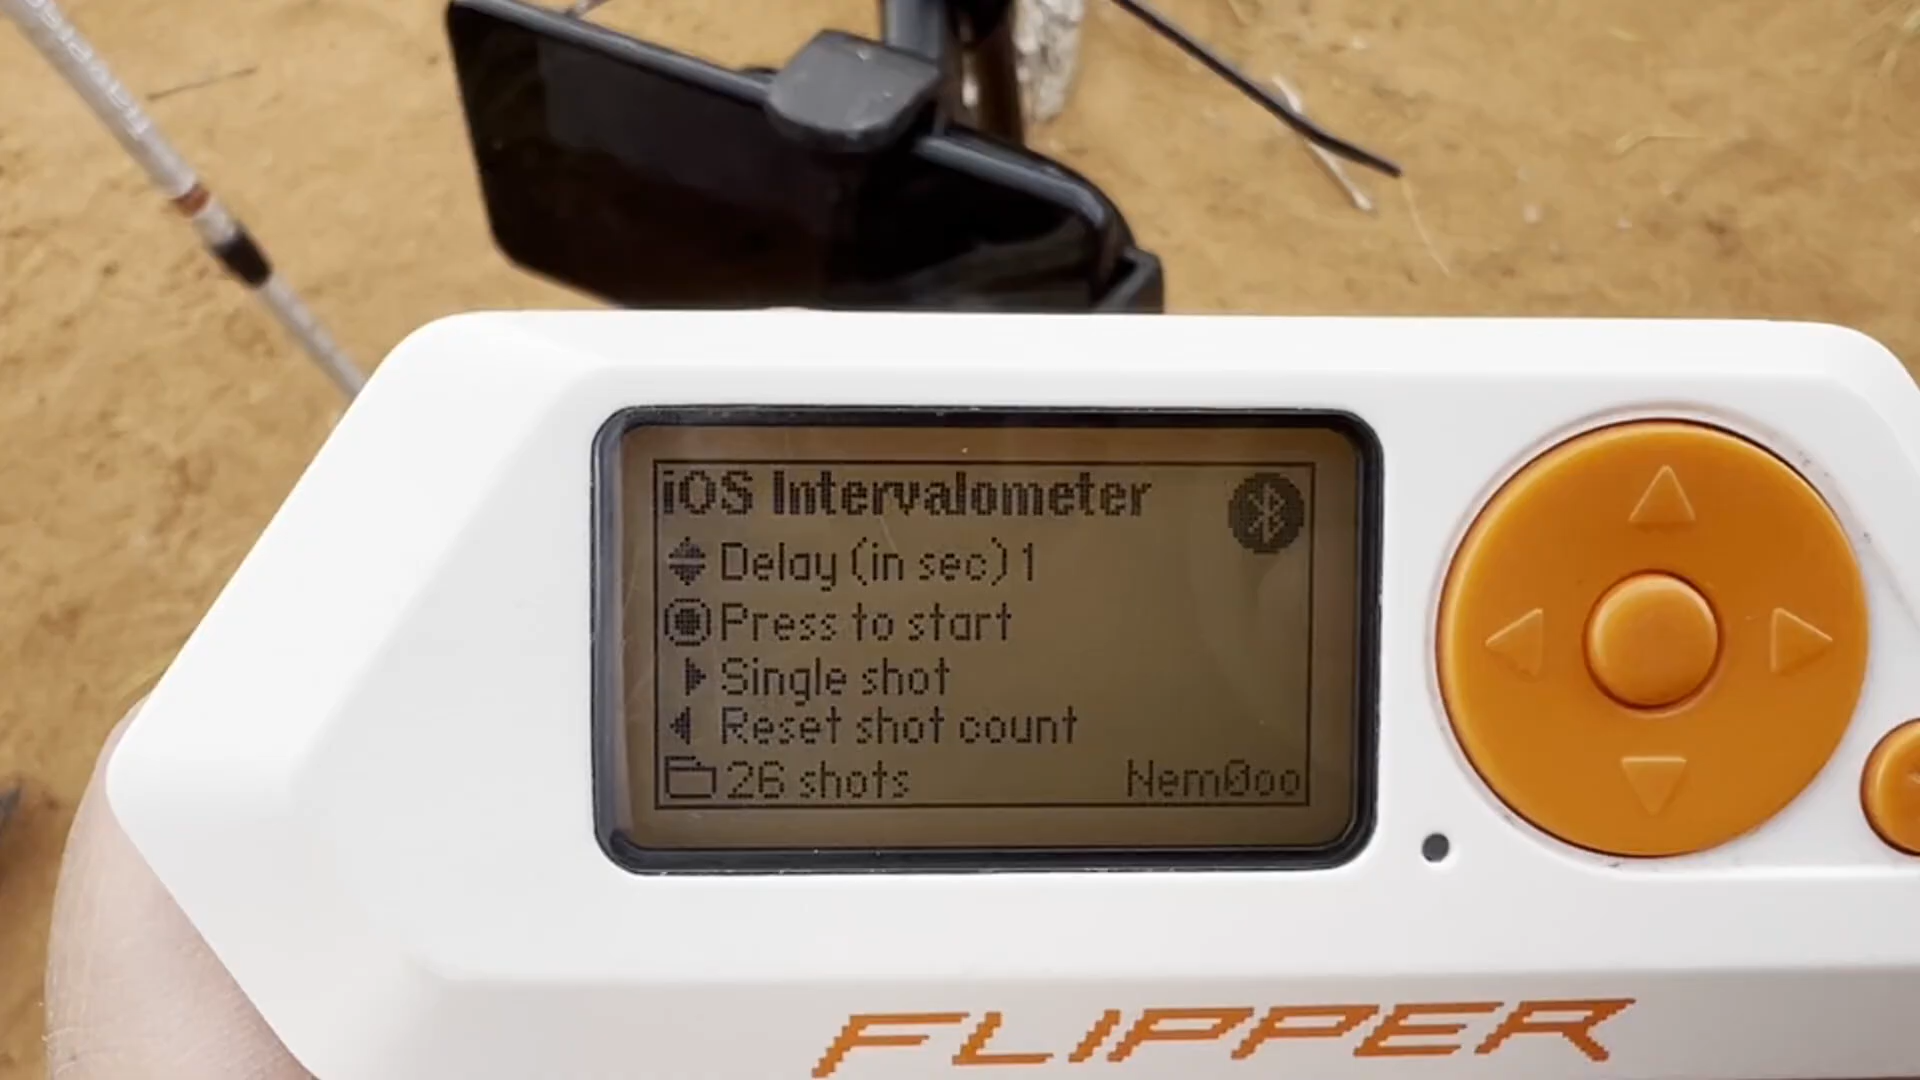 iOS Intervalometer
Delay (in sec) 1
Press to start
Single shot
Reset shot count
26 shots
Nem0oo
FLIPPER